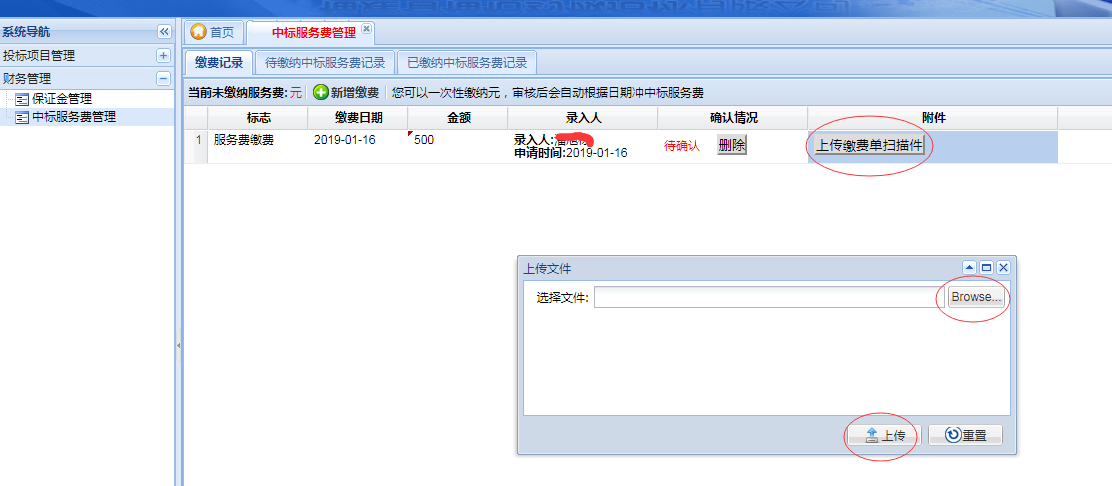 系统导航
投标项目管理
财务管理
保证金管理
中标服务费管理
首页
中标服务费管理
缴费记录
待缴纳中标服务费记录
已缴纳中标服务费记录
当前未缴纳服务费: 元
新增缴费
您可以一次性缴纳元，审核后会自动根据日期冲中标服务费
标志
缴费日期
金额
录入人
确认情况
附件
1
服务费缴费
2019-01-16
500
录入人:
申请时间:2019-01-16
待确认
删除
上传缴费单扫描件
上传文件
选择文件:
Browse...
上传
重置